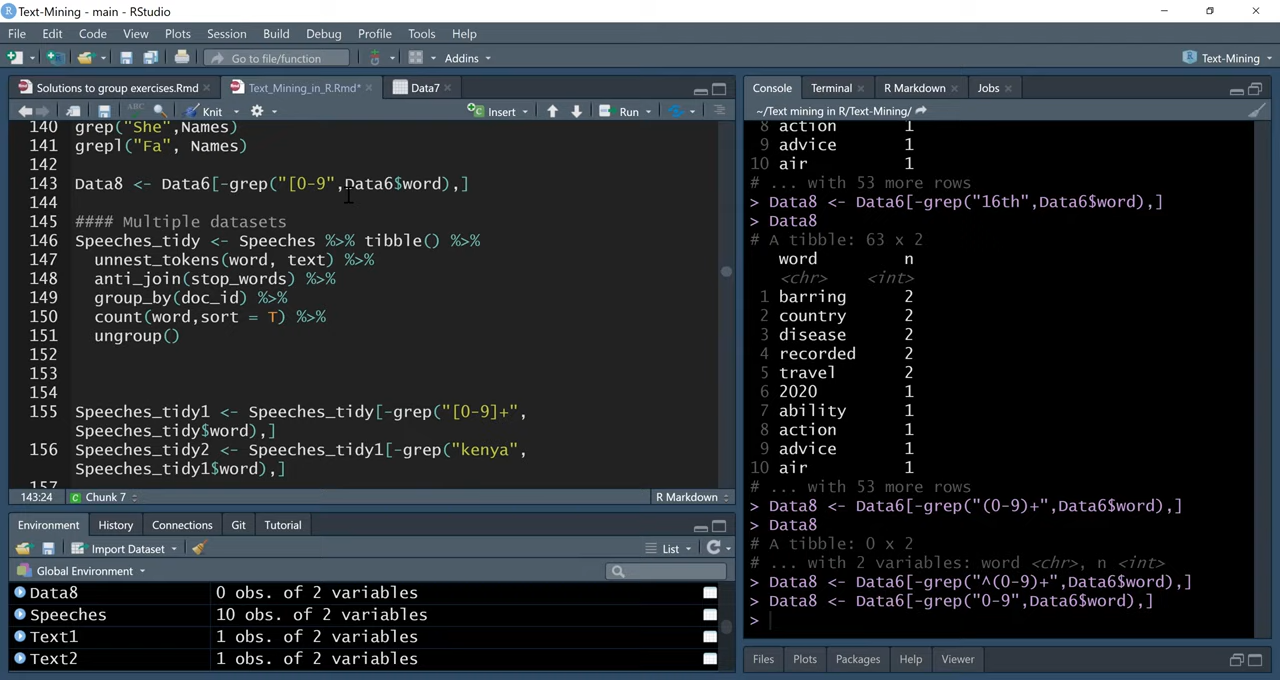 Text-Mining - main - RStudio
File Edit Code View Plots Session Build Debug Profile Tools Help
Go to file/function Addins Text-Mining
Solutions to group exercises.Rmd Text_Mining_in_R.Rmd* Data7
ABC Knit Insert Run
140 grep("She",Names)
141 grepl("Fa", Names)
142
143 Data8 <- Data6[-grep("[0-9",Data6$word),]
144
145 #### Multiple datasets
146 Speeches_tidy <- Speeches %>% tibble() %>%
147 unnest_tokens(word, text) %>%
148 anti_join(stop_words) %>%
149 group_by(doc_id) %>%
150 count(word,sort = T) %>%
151 ungroup()
152
153
154
155 Speeches_tidy1 <- Speeches_tidy[-grep("[0-9]+",
Speeches_tidy$word),]
156 Speeches_tidy2 <- Speeches_tidy1[-grep("kenya",
Speeches_tidy1$word),]
157
143:24 Chunk 7 R Markdown
Environment History Connections Git Tutorial
Import Dataset List
Global Environment
Data8 0 obs. of 2 variables
Speeches 10 obs. of 2 variables
Text1 1 obs. of 2 variables
Text2 1 obs. of 2 variables
Console Terminal R Markdown Jobs
~/Text mining in R/Text-Mining/
8 action 1
9 advice 1
10 air 1
# ... with 53 more rows
> Data8 <- Data6[-grep("16th",Data6$word),]
> Data8
# A tibble: 63 x 2
word n
<chr> <int>
1 barring 2
2 country 2
3 disease 2
4 recorded 2
5 travel 2
6 2020 1
7 ability 1
8 action 1
9 advice 1
10 air 1
# ... with 53 more rows
> Data8 <- Data6[-grep("(0-9)+",Data6$word),]
> Data8
# A tibble: 0 x 2
# ... with 2 variables: word <chr>, n <int>
> Data8 <- Data6[-grep("^(0-9)+",Data6$word),]
> Data8 <- Data6[-grep("0-9",Data6$word),]
>
Files Plots Packages Help Viewer